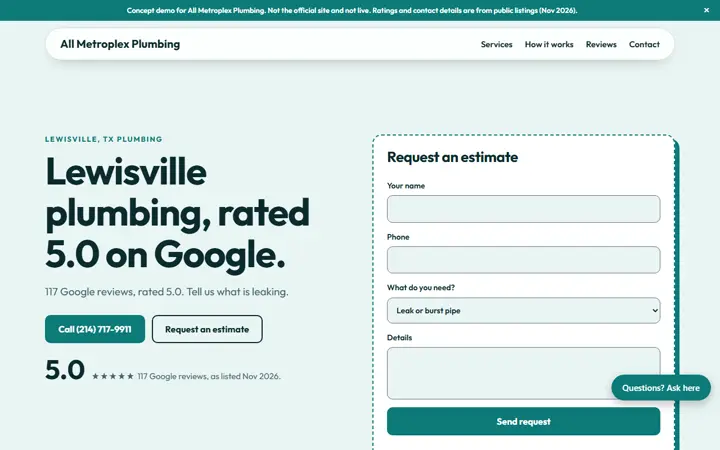 Concept demo for All Metroplex Plumbing. Not the official site and not live. Ratings and contact details are from public listings (Nov 2026). ×
All Metroplex Plumbing
Services How it works Reviews Contact
LEWISVILLE, TX PLUMBING
Lewisville
plumbing, rated
5.0 on Google.
117 Google reviews, rated 5.0. Tell us what is leaking.
Call (214) 717-9911
Request an estimate
5.0 ★★★★★ 117 Google reviews, as listed Nov 2026.
Request an estimate
Your name
Phone
What do you need?
Leak or burst pipe
Details
Questions? Ask here
Send request